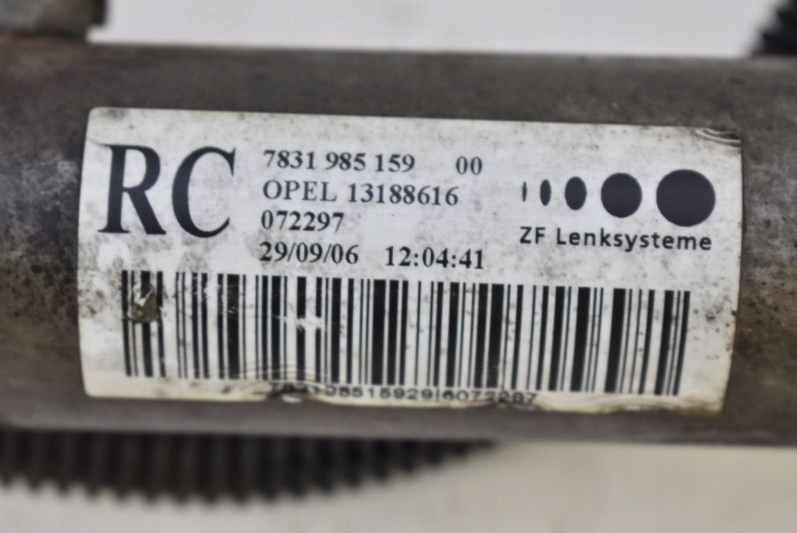 RC
7831 985 159 00
OPEL 13188616
072297
29/09/06 12:04:41
ZF Lenksysteme